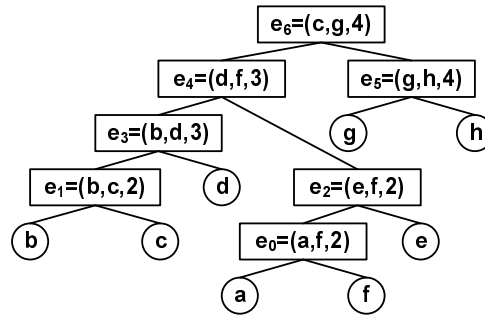 e₆=(c,g,4)
e₄=(d,f,3) e₅=(g,h,4)
e₃=(b,d,3) g h
e₁=(b,c,2) d e₂=(e,f,2)
b c e₀=(a,f,2) e
a f